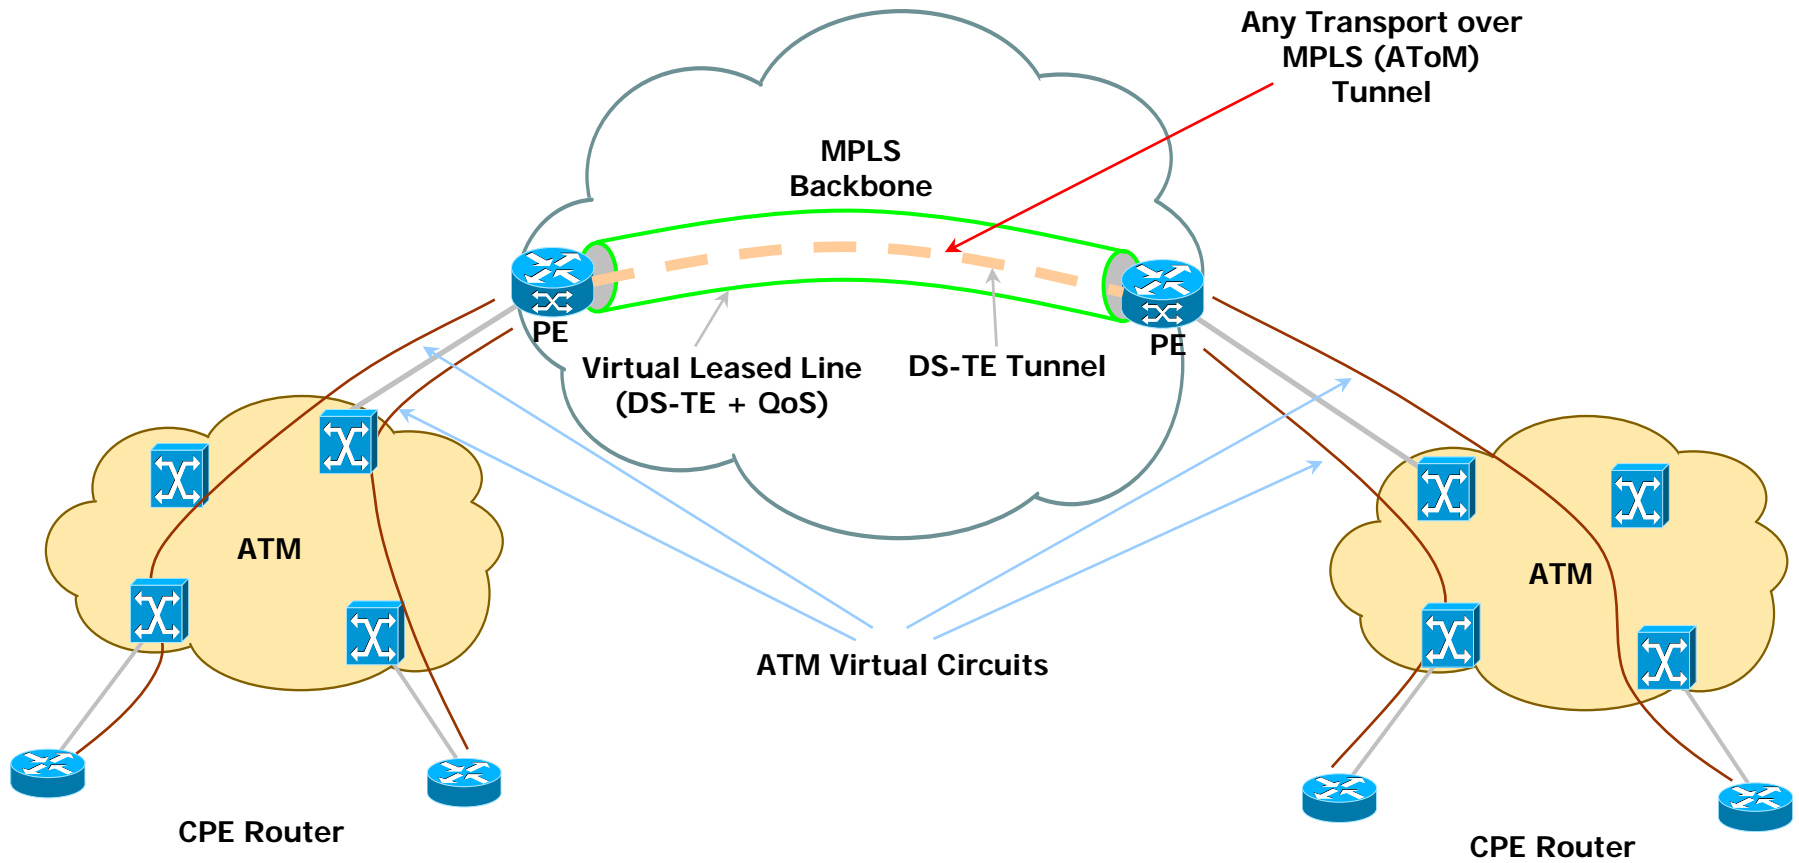 Any Transport over
MPLS (AToM)
Tunnel
MPLS
Backbone
PE
PE
Virtual Leased Line
(DS-TE + QoS)
DS-TE Tunnel
ATM
ATM
ATM Virtual Circuits
CPE Router
CPE Router